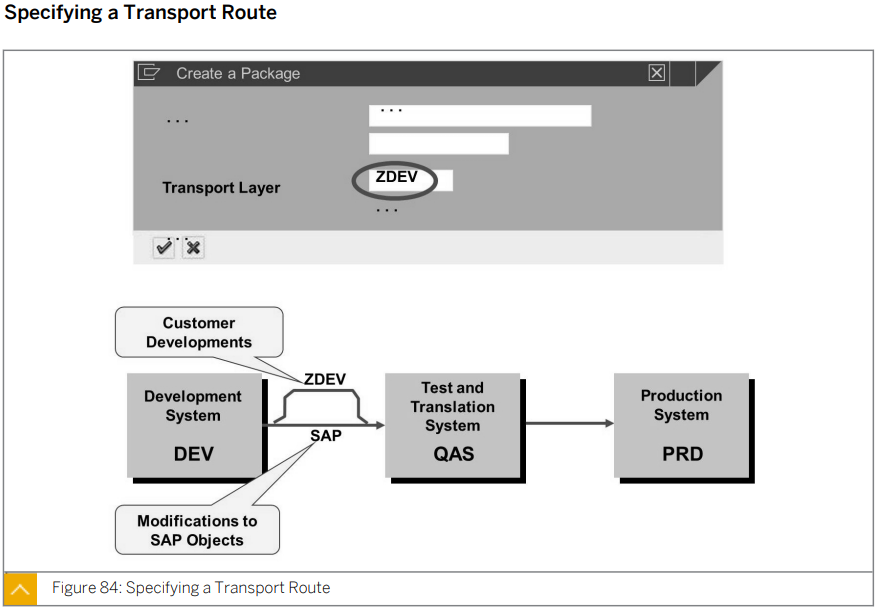 Specifying a Transport Route
Create a Package
. . .
. . .
Transport Layer
ZDEV
. . .
. . .
Customer
Developments
ZDEV
Development
System
DEV
SAP
Test and
Translation
System
QAS
Production
System
PRD
Modifications to
SAP Objects
Figure 84: Specifying a Transport Route